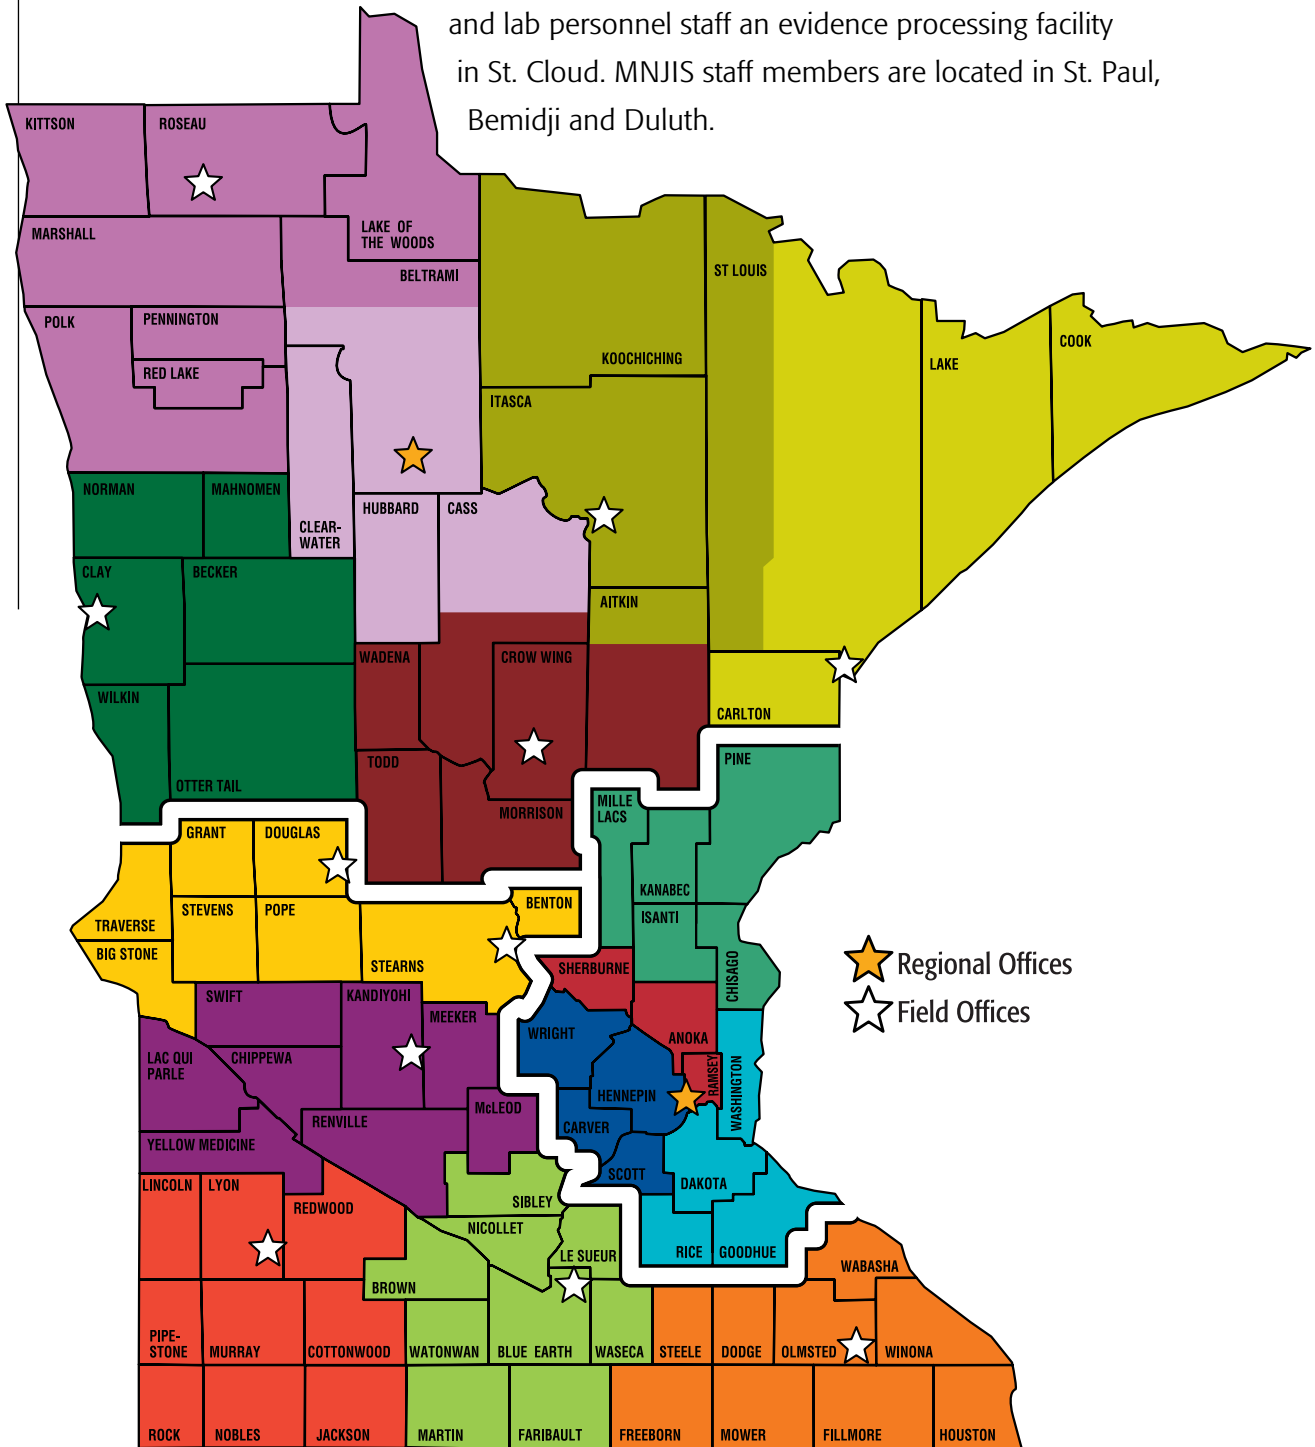 and lab personnel staff an evidence processing facility
in St. Cloud. MNJIS staff members are located in St. Paul,
Bemidji and Duluth.
KITTSON
ROSEAU
MARSHALL
LAKE OF
THE WOODS
BELTRAMI
ST LOUIS
POLK
PENNINGTON
RED LAKE
KOOCHICHING
LAKE
COOK
ITASCA
NORMAN
MAHNOMEN
CLEAR-
WATER
HUBBARD
CASS
CLAY
BECKER
AITKIN
WADENA
CROW WING
WILKIN
CARLTON
OTTER TAIL
TODD
PINE
MORRISON
MILLE
LACS
GRANT
DOUGLAS
KANABEC
BENTON
STEVENS
POPE
ISANTI
TRAVERSE
BIG STONE
STEARNS
SHERBURNE
CHISAGO
Regional Offices
Field Offices
SWIFT
KANDIYOHI
MEEKER
WRIGHT
ANOKA
LAC QUI
PARLE
CHIPPEWA
RAMSEY
WASHINGTON
HENNEPIN
McLEOD
RENVILLE
CARVER
YELLOW MEDICINE
SCOTT
DAKOTA
LINCOLN
LYON
REDWOOD
SIBLEY
NICOLLET
LE SUEUR
RICE
GOODHUE
WABASHA
BROWN
PIPE-
STONE
MURRAY
COTTONWOOD
WATONWAN
BLUE EARTH
WASECA
STEELE
DODGE
OLMSTED
WINONA
ROCK
NOBLES
JACKSON
MARTIN
FARIBAULT
FREEBORN
MOWER
FILLMORE
HOUSTON